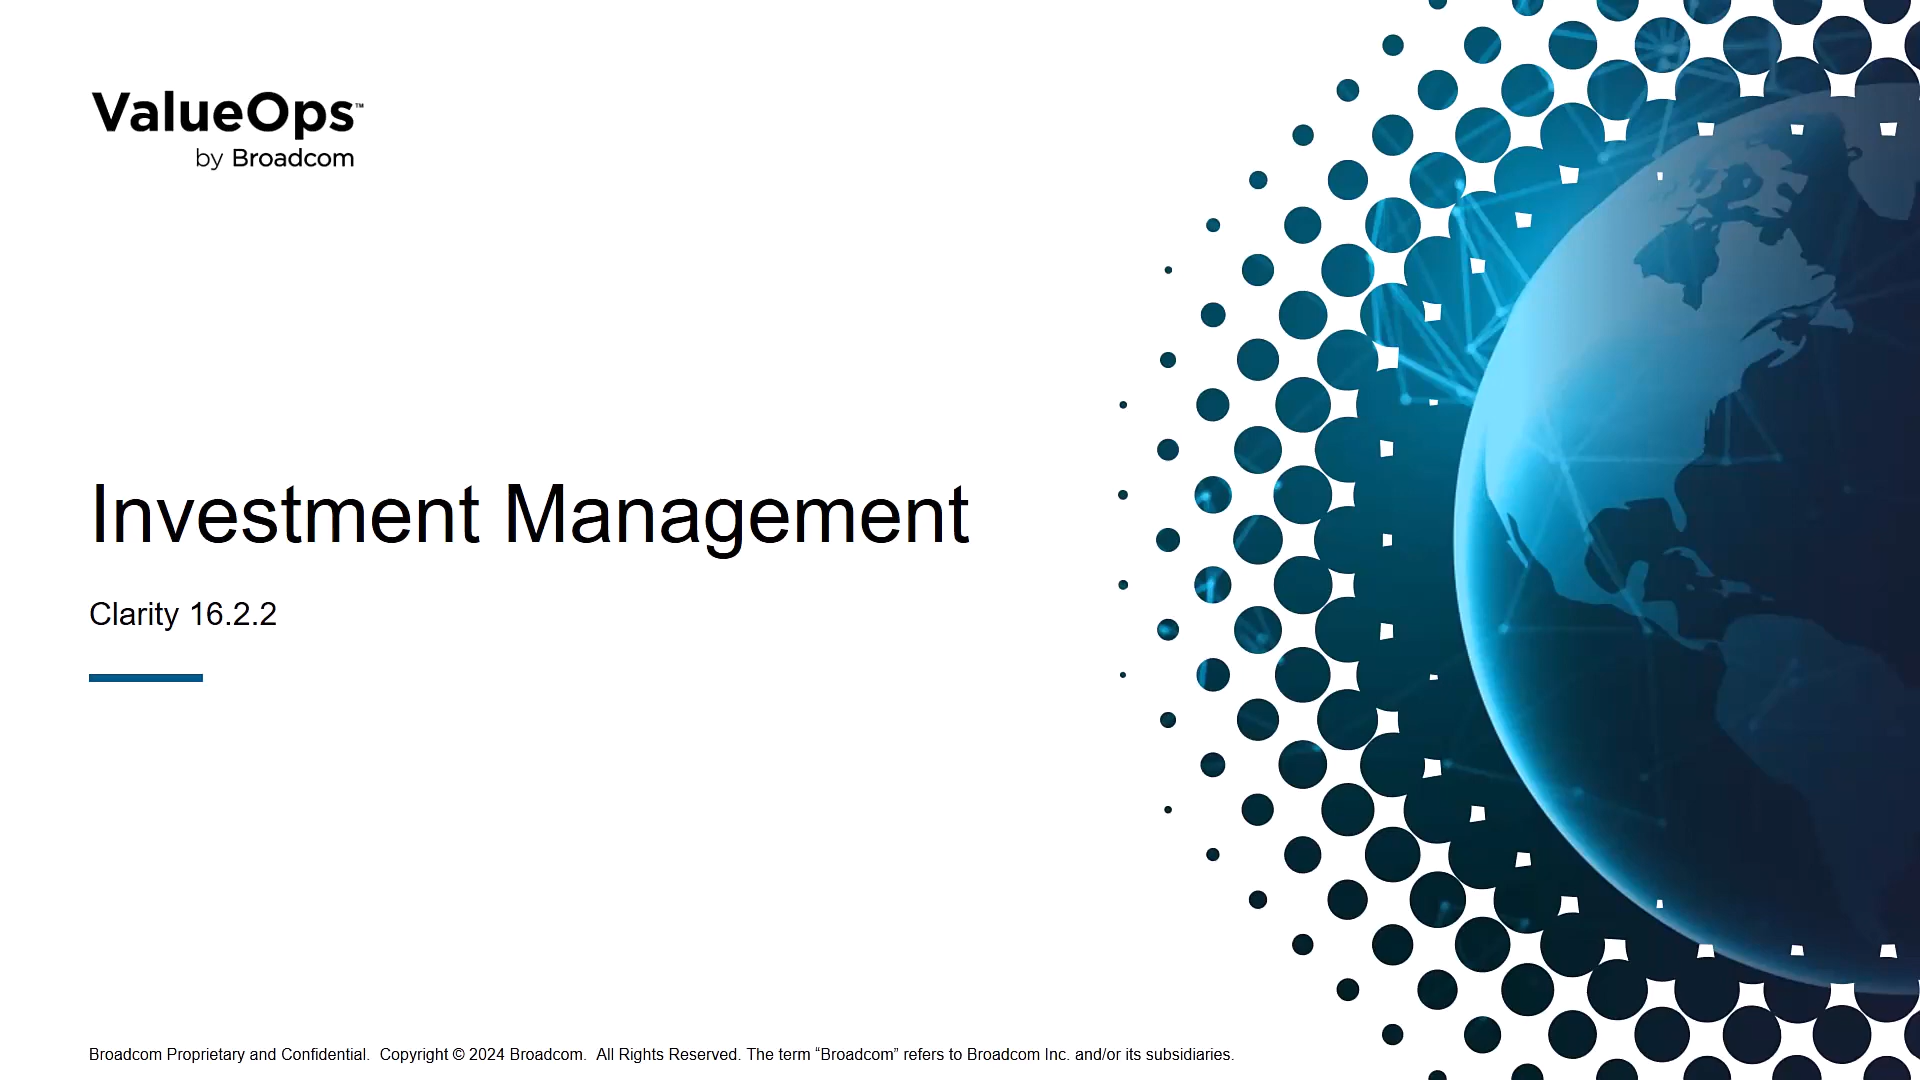 ValueOps™
by Broadcom
Investment Management
Clarity 16.2.2
Broadcom Proprietary and Confidential.  Copyright © 2024 Broadcom.  All Rights Reserved. The term “Broadcom” refers to Broadcom Inc. and/or its subsidiaries.